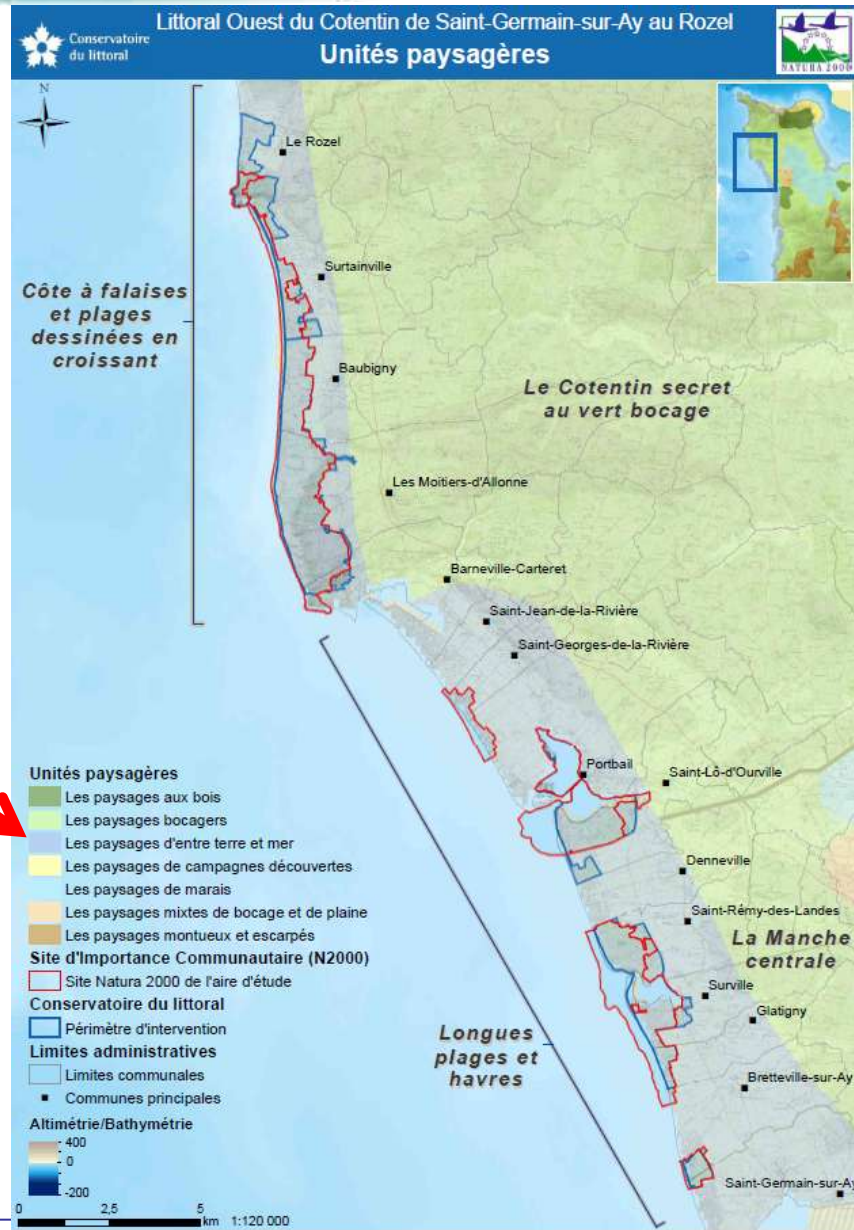 Conservatoire
du littoral
Littoral Ouest du Cotentin de Saint-Germain-sur-Ay au Rozel
Unités paysagères
NATURA 2000
N
Le Rozel
Surtainville
Côte à falaises
et plages
dessinées en
croissant
Baubigny
Le Cotentin secret
au vert bocage
Les Moitiers-d'Allonne
Barneville-Carteret
Saint-Jean-de-la-Rivière
Saint-Georges-de-la-Rivière
Portbail
Saint-Lô-d'Ourville
Denneville
Saint-Rémy-des-Landes
La Manche
centrale
Surville
Glatigny
Longues
plages et
havres
Bretteville-sur-Ay
Saint-Germain-sur-Ay
Unités paysagères
Les paysages aux bois
Les paysages bocagers
Les paysages d'entre terre et mer
Les paysages de campagnes découvertes
Les paysages de marais
Les paysages mixtes de bocage et de plaine
Les paysages montueux et escarpés
Site d'Importance Communautaire (N2000)
Site Natura 2000 de l'aire d'étude
Conservatoire du littoral
Périmètre d'intervention
Limites administratives
Limites communales
Communes principales
Altimétrie/Bathymétrie
400
0
-200
0 2,5 5
km 1:120 000